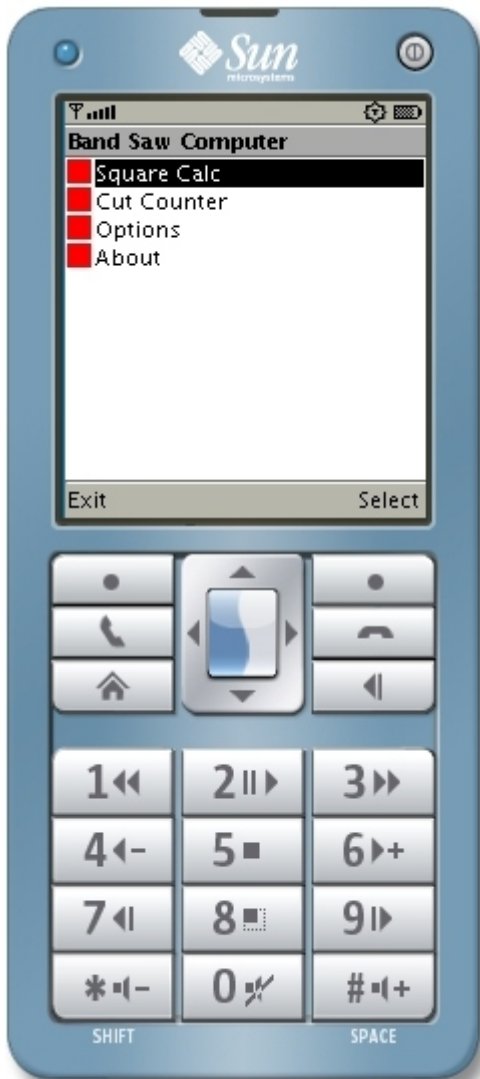 Sun
microsystems
Band Saw Computer
Square Calc
Cut Counter
Options
About
Exit Select
1 2 3
4 - 5 6 +
7 8 9
* - 0 # +
SHIFT SPACE